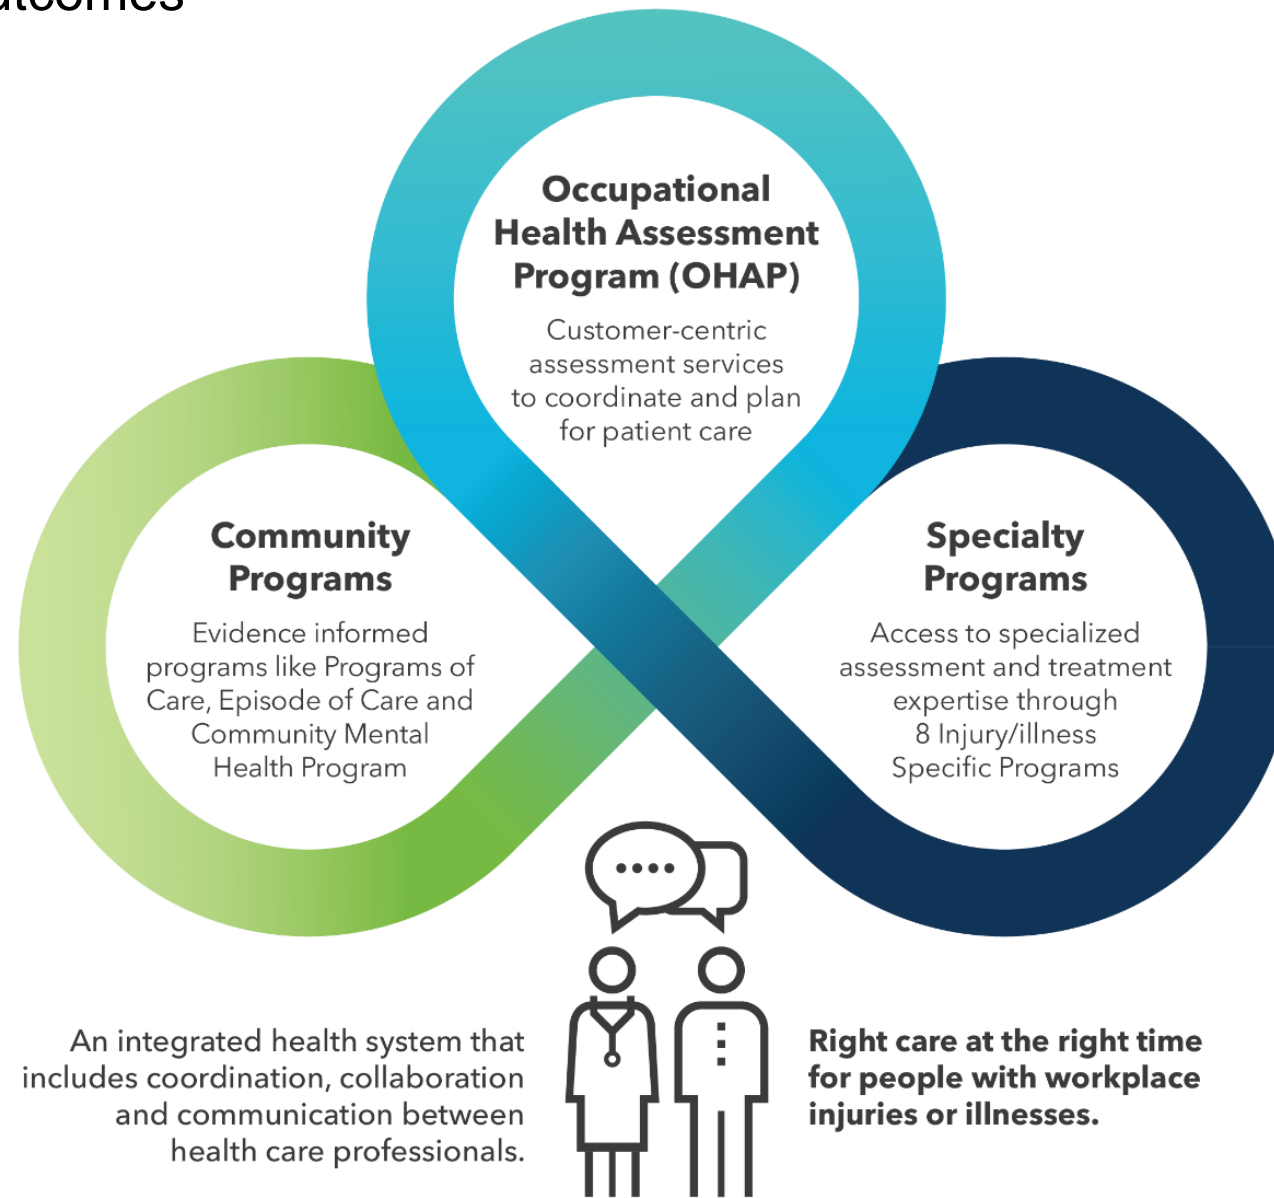 utcomes
Occupational
Health Assessment
Program (OHAP)
Customer-centric
assessment services
to coordinate and plan
for patient care
Community
Programs
Evidence informed
programs like Programs of
Care, Episode of Care and
Community Mental
Health Program
Specialty
Programs
Access to specialized
assessment and treatment
expertise through
8 Injury/illness
Specific Programs
An integrated health system that
includes coordination, collaboration
and communication between
health care professionals.
Right care at the right time
for people with workplace
injuries or illnesses.